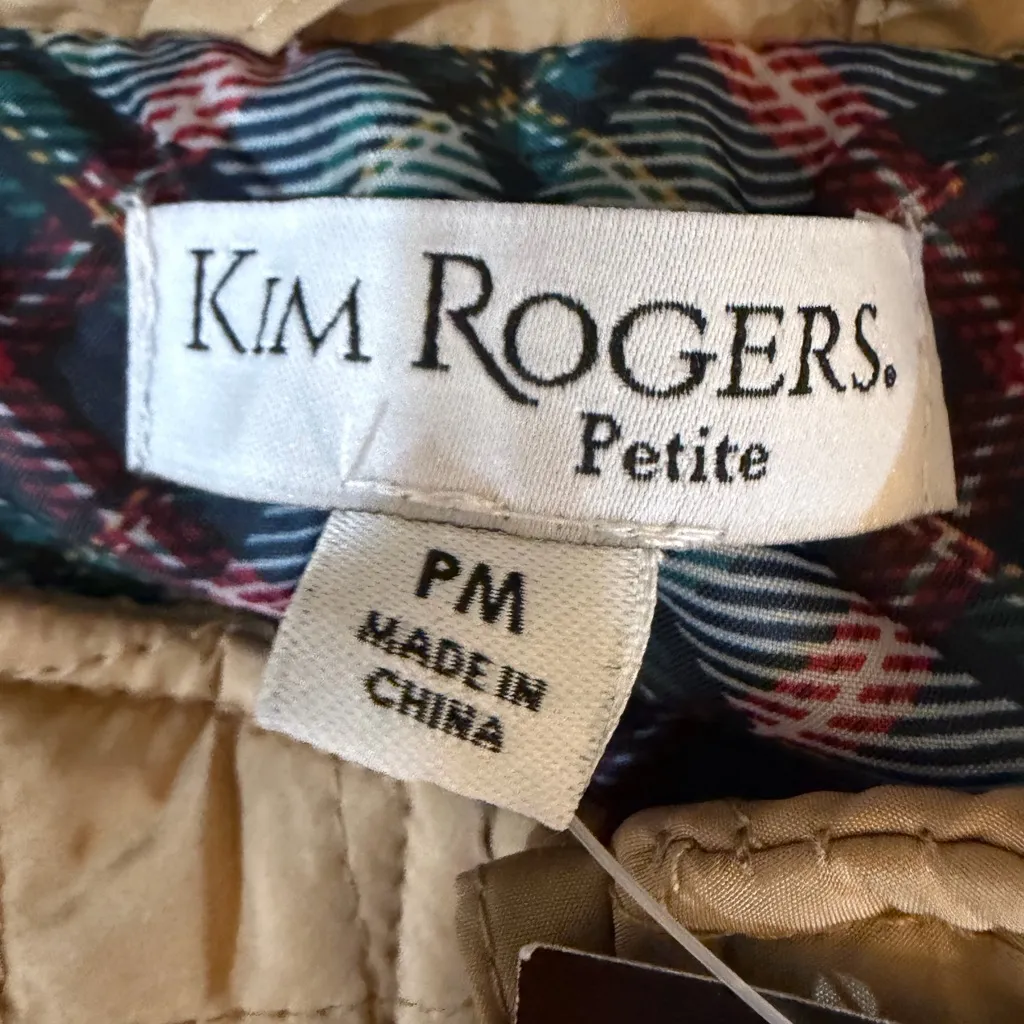 KIM ROGERS®
Petite
PM
MADE IN
CHINA